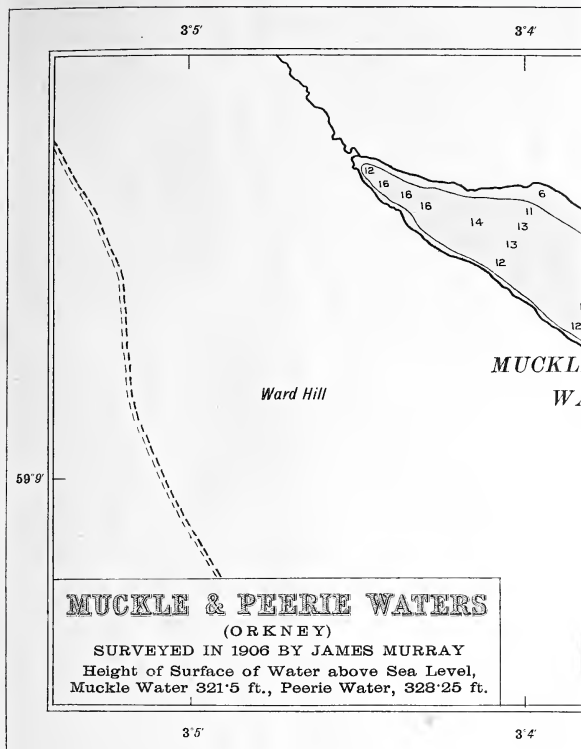 3°5′ 3°4′
6
12
16
16
16
11
14
13
13
12
12
MUCKL
Ward Hill
WA
59°9′
MUCKLE & PEERIE WATERS
(ORKNEY)
SURVEYED IN 1906 BY JAMES MURRAY
Height of Surface of Water above Sea Level,
Muckle Water 321·5 ft., Peerie Water, 328·25 ft.
3°5′ 3°4′